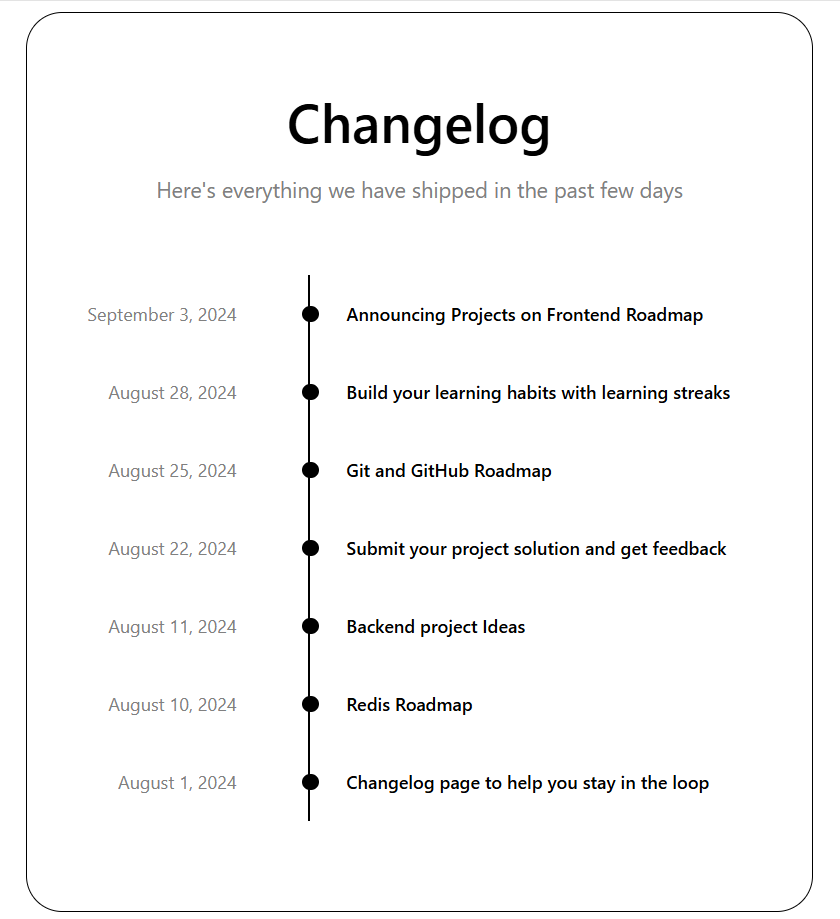 Changelog
Here's everything we have shipped in the past few days
September 3, 2024 Announcing Projects on Frontend Roadmap
August 28, 2024 Build your learning habits with learning streaks
August 25, 2024 Git and GitHub Roadmap
August 22, 2024 Submit your project solution and get feedback
August 11, 2024 Backend project Ideas
August 10, 2024 Redis Roadmap
August 1, 2024 Changelog page to help you stay in the loop